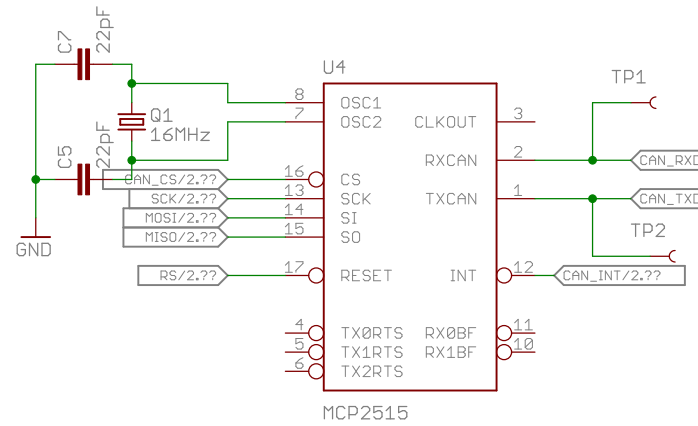 C7
22pF
U4
TP1
8
OSC1
7
OSC2
Q1
16MHz
CLKOUT
3
RXCAN
2
CAN_RXD
C5
22pF
CAN_CS/2.??
16
CS
SCK/2.??
13
SCK
TXCAN
1
CAN_TXD
MOSI/2.??
14
SI
MISO/2.??
15
SO
TP2
GND
RS/2.??
17
RESET
INT
12
CAN_INT/2.??
4
TX0RTS
RX0BF
11
5
TX1RTS
RX1BF
10
6
TX2RTS
MCP2515